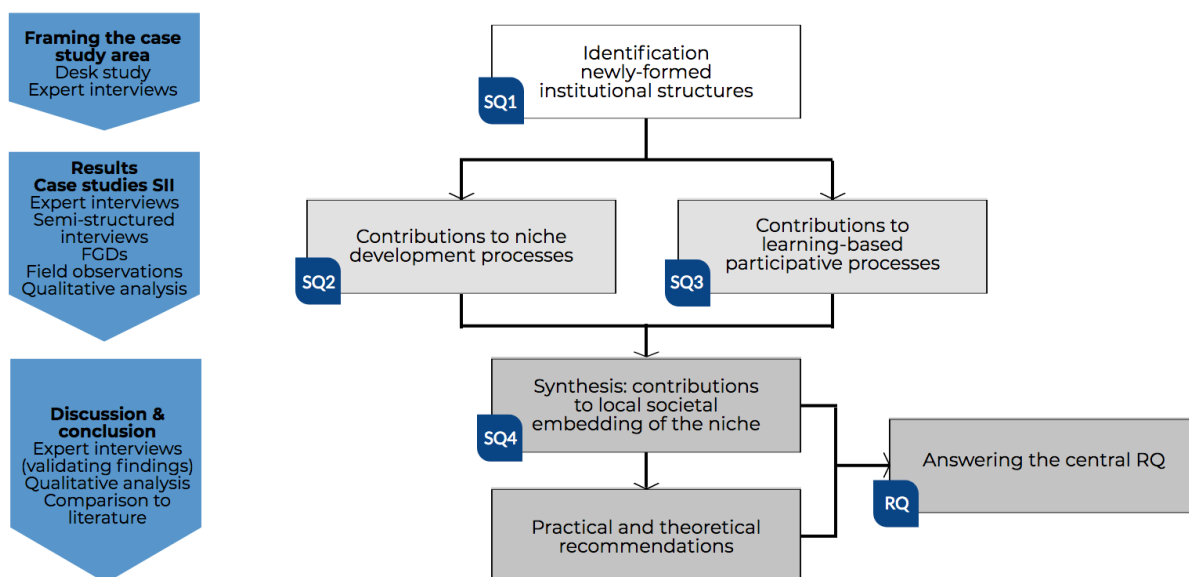 Framing the case
study area
Desk study
Expert interviews
Identification
newly-formed
institutional structures
SQ1
Results
Case studies SII
Expert interviews
Semi-structured
interviews
FGDs
Field observations
Qualitative analysis
Contributions to niche
development processes
SQ2
Contributions to
learning-based
participative processes
SQ3
Discussion &
conclusion
Expert interviews
(validating findings)
Qualitative analysis
Comparison to
literature
Synthesis: contributions
to local societal
embedding of the niche
SQ4
Answering the central RQ
RQ
Practical and theoretical
recommendations